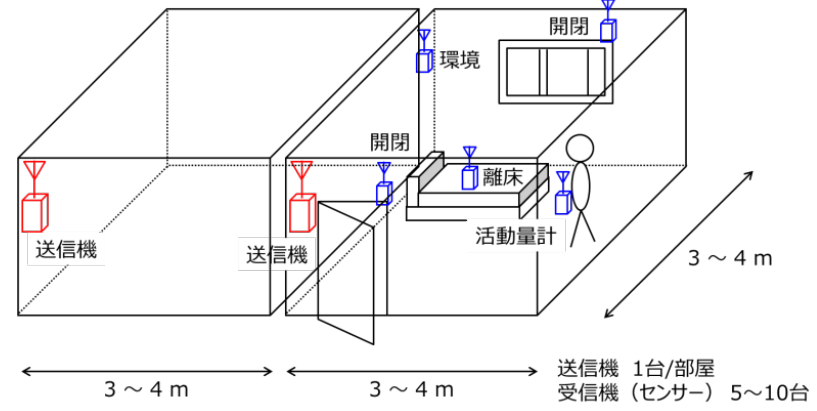 開閉
環境
開閉
離床
活動量計
送信機
送信機
3 ～ 4 m
3 ～ 4 m
3 ～ 4 m
送信機 1台/部屋
受信機（センサー） 5～10台